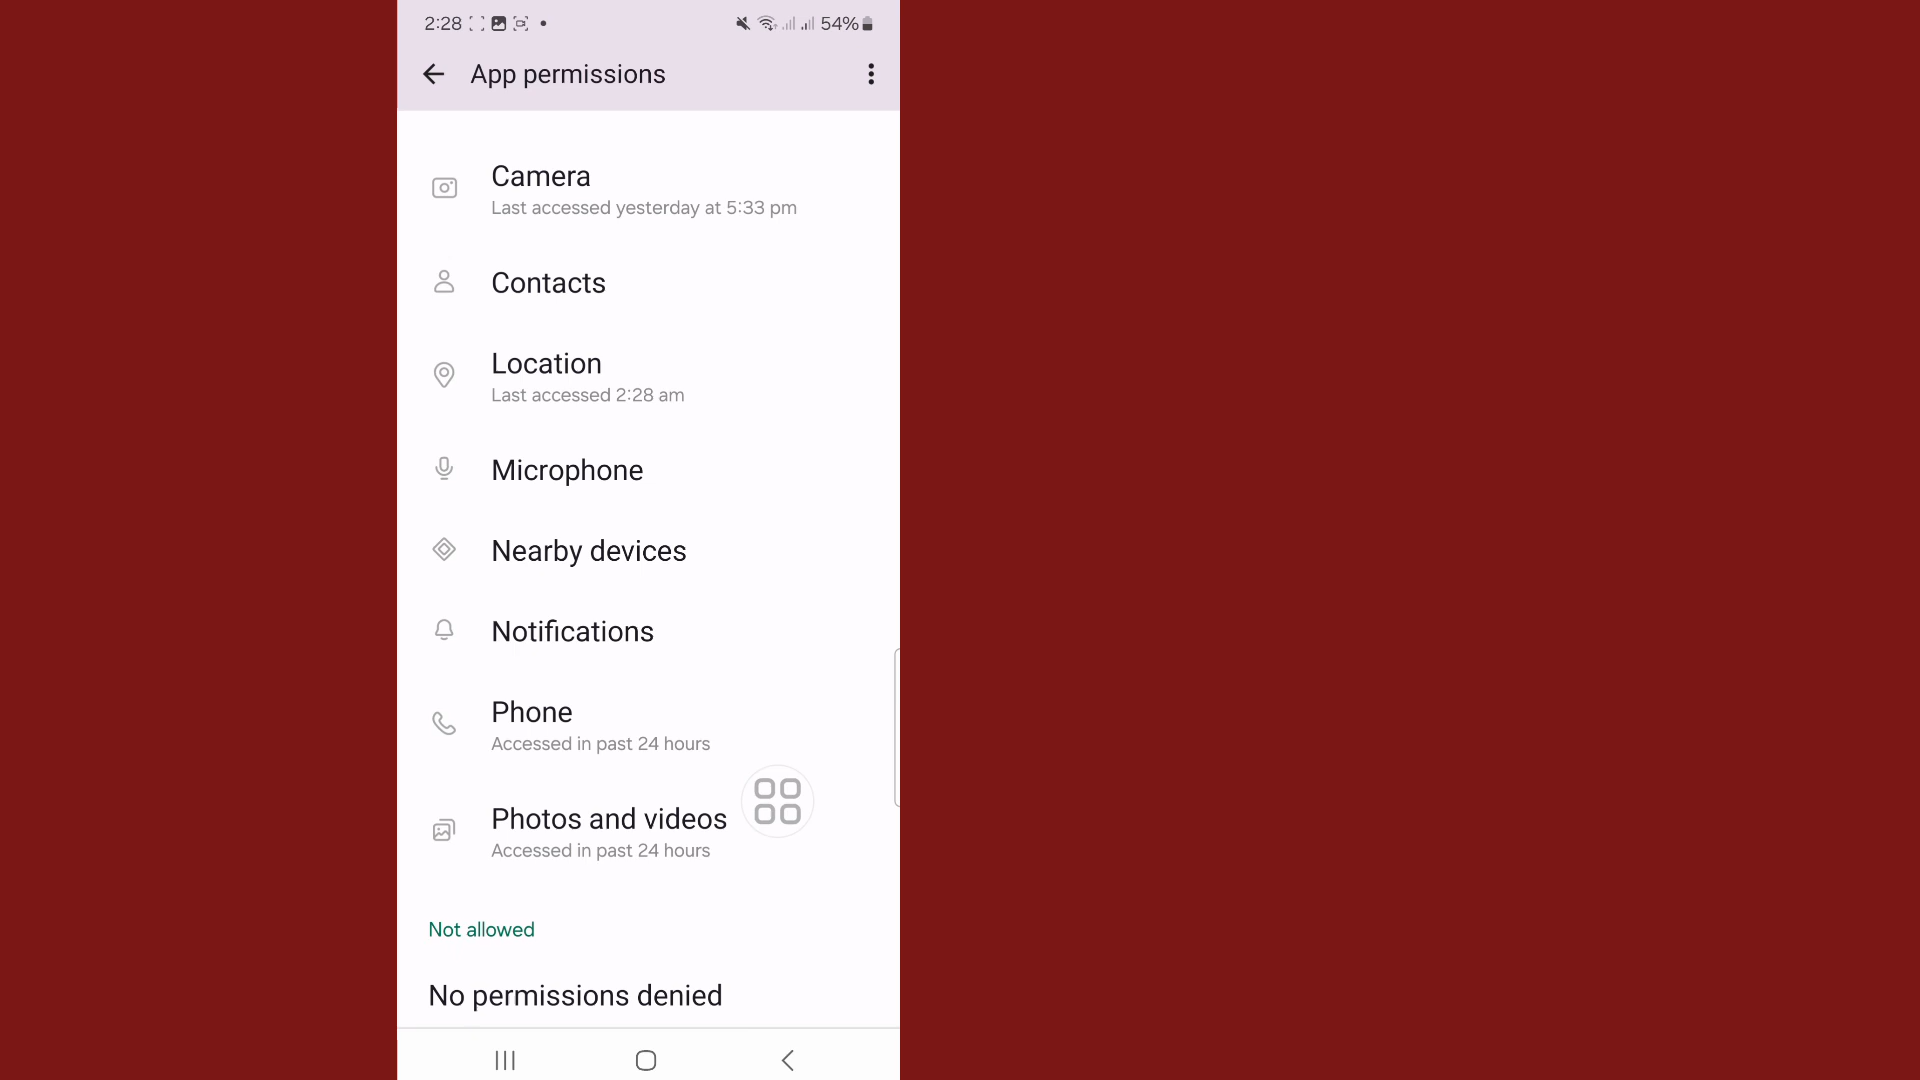 2:28 54%
App permissions
Camera
Last accessed yesterday at 5:33 pm
Contacts
Location
Last accessed 2:28 am
Microphone
Nearby devices
Notifications
Phone
Accessed in past 24 hours
Photos and videos
Accessed in past 24 hours
Not allowed
No permissions denied